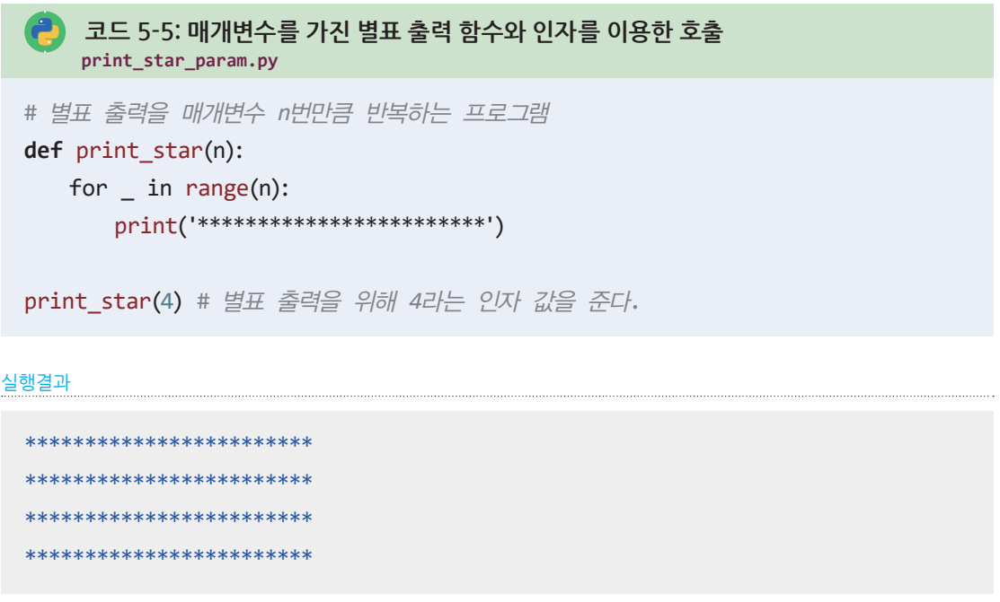 코드 5-5: 매개변수를 가진 별표 출력 함수와 인자를 이용한 호출
print_star_param.py
# 별표 출력을 매개변수 n번만큼 반복하는 프로그램
def print_star(n):
    for _ in range(n):
        print('************************')
print_star(4) # 별표 출력을 위해 4라는 인자 값을 준다.
실행결과
************************
************************
************************
************************